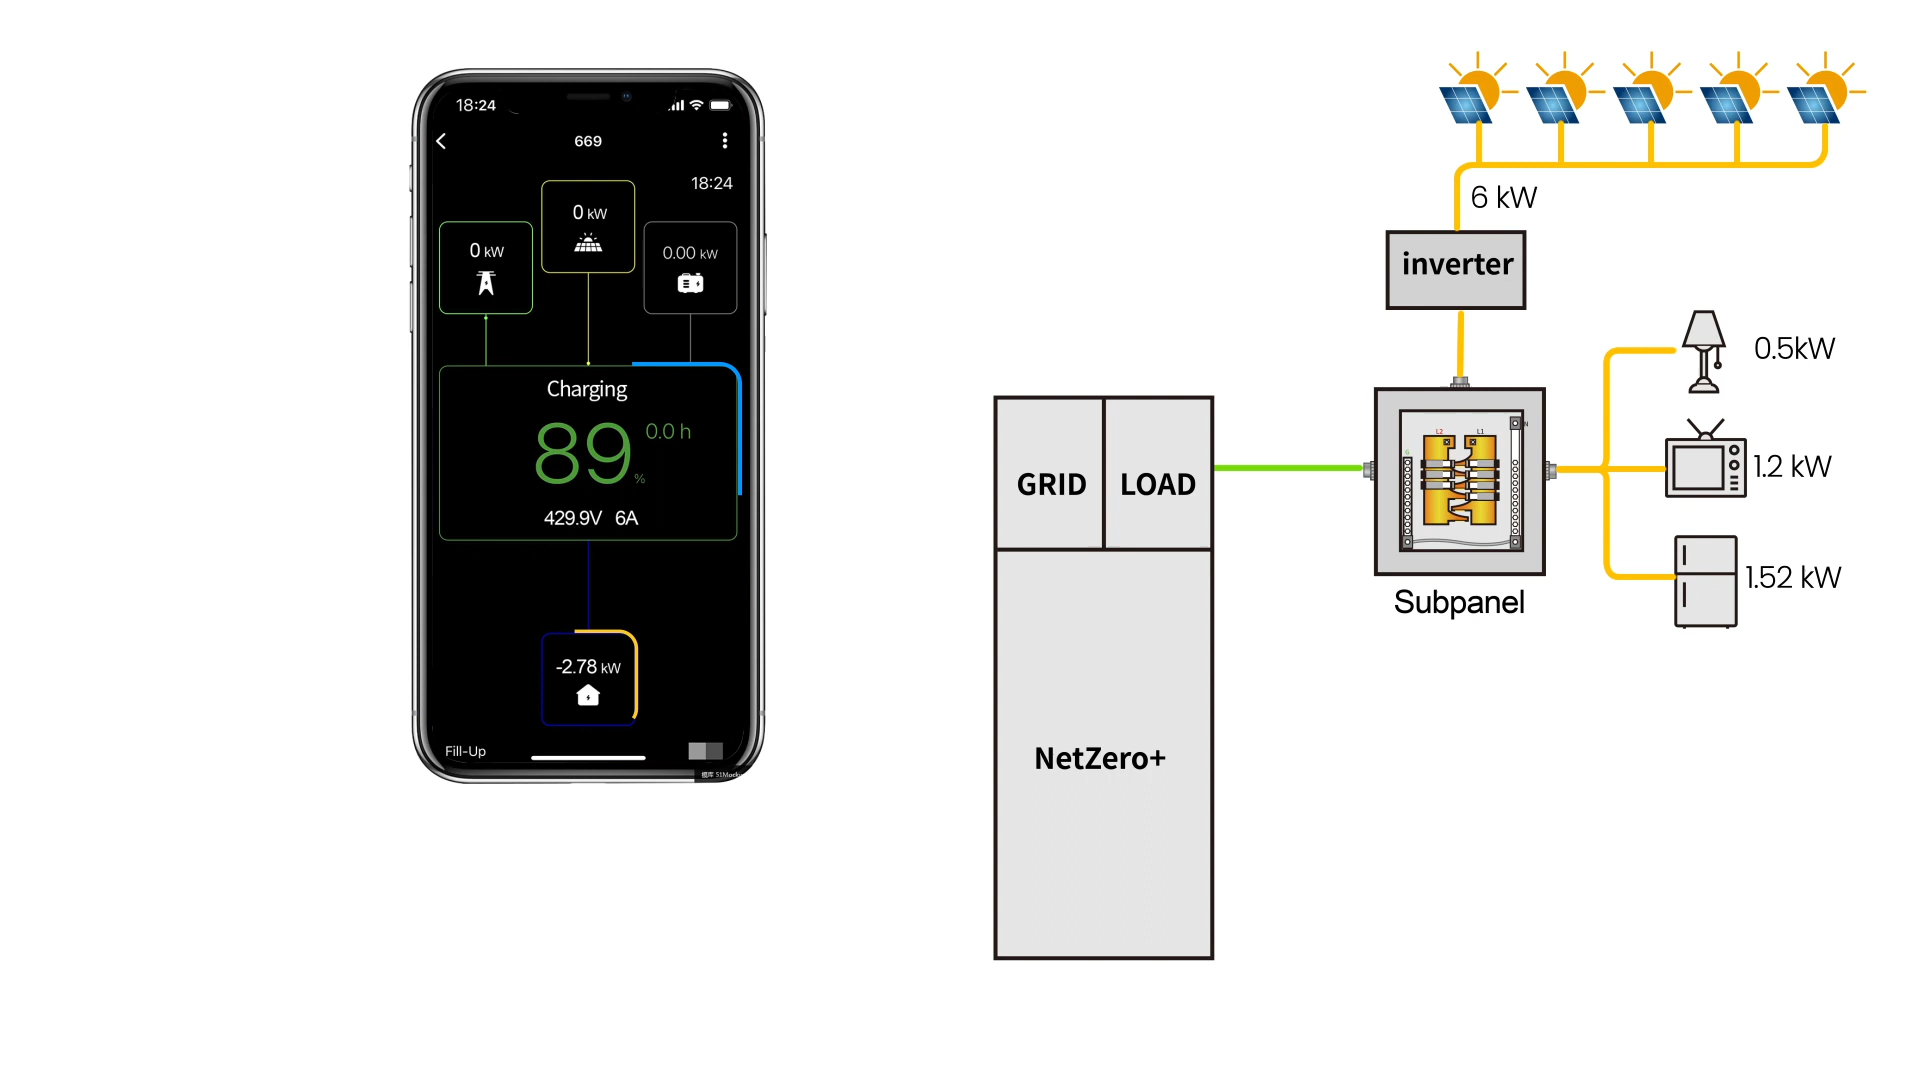 18:24
669
18:24
0 kW
0 kW
0.00 kW
Charging
89 %
0.0 h
429.9V 6A
-2.78 kW
Fill-Up
6 kW
inverter
0.5kW
1.2 kW
1.52 kW
L2
L1
N
Subpanel
GRID
LOAD
NetZero+